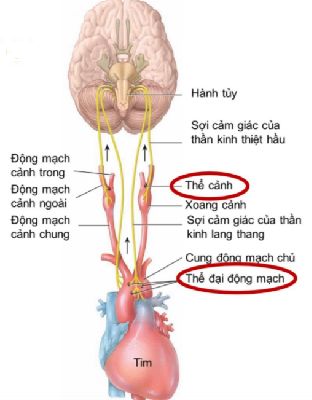 Hành tủy
Sợi cảm giác của
thần kinh thiệt hầu
Động mạch
cảnh trong
Động mạch
cảnh ngoài
Động mạch
cảnh chung
Thể cảnh
Xoang cảnh
Sợi cảm giác của thần
kinh lang thang
Cung động mạch chủ
Thể đại động mạch
Tim